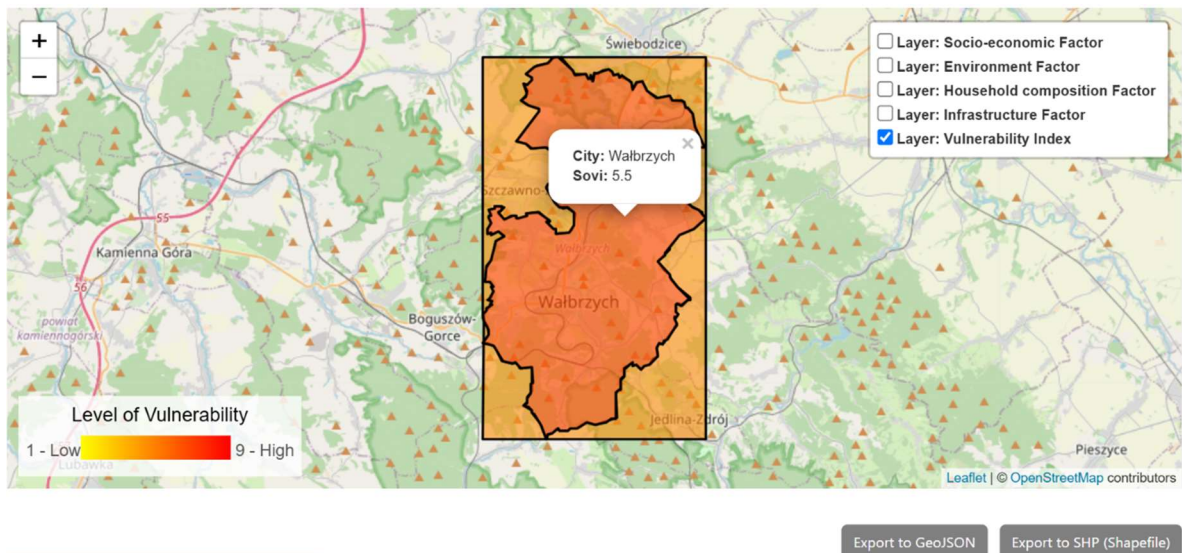 +
−
Świebodzice
Layer: Socio-economic Factor
Layer: Environment Factor
Layer: Household composition Factor
Layer: Infrastructure Factor
Layer: Vulnerability Index
×
City: Wałbrzych
Sovi: 5.5
Szczawno-
55
Kamienna Góra
Wałbrzych
56
Wałbrzych
powiat
kamiennogórski
Boguszów-
Gorce
Level of Vulnerability
1 - Low
9 - High
Lubawka
Jedlina-Zdrój
Pieszyce
Leaflet | © OpenStreetMap contributors
Export to GeoJSON
Export to SHP (Shapefile)